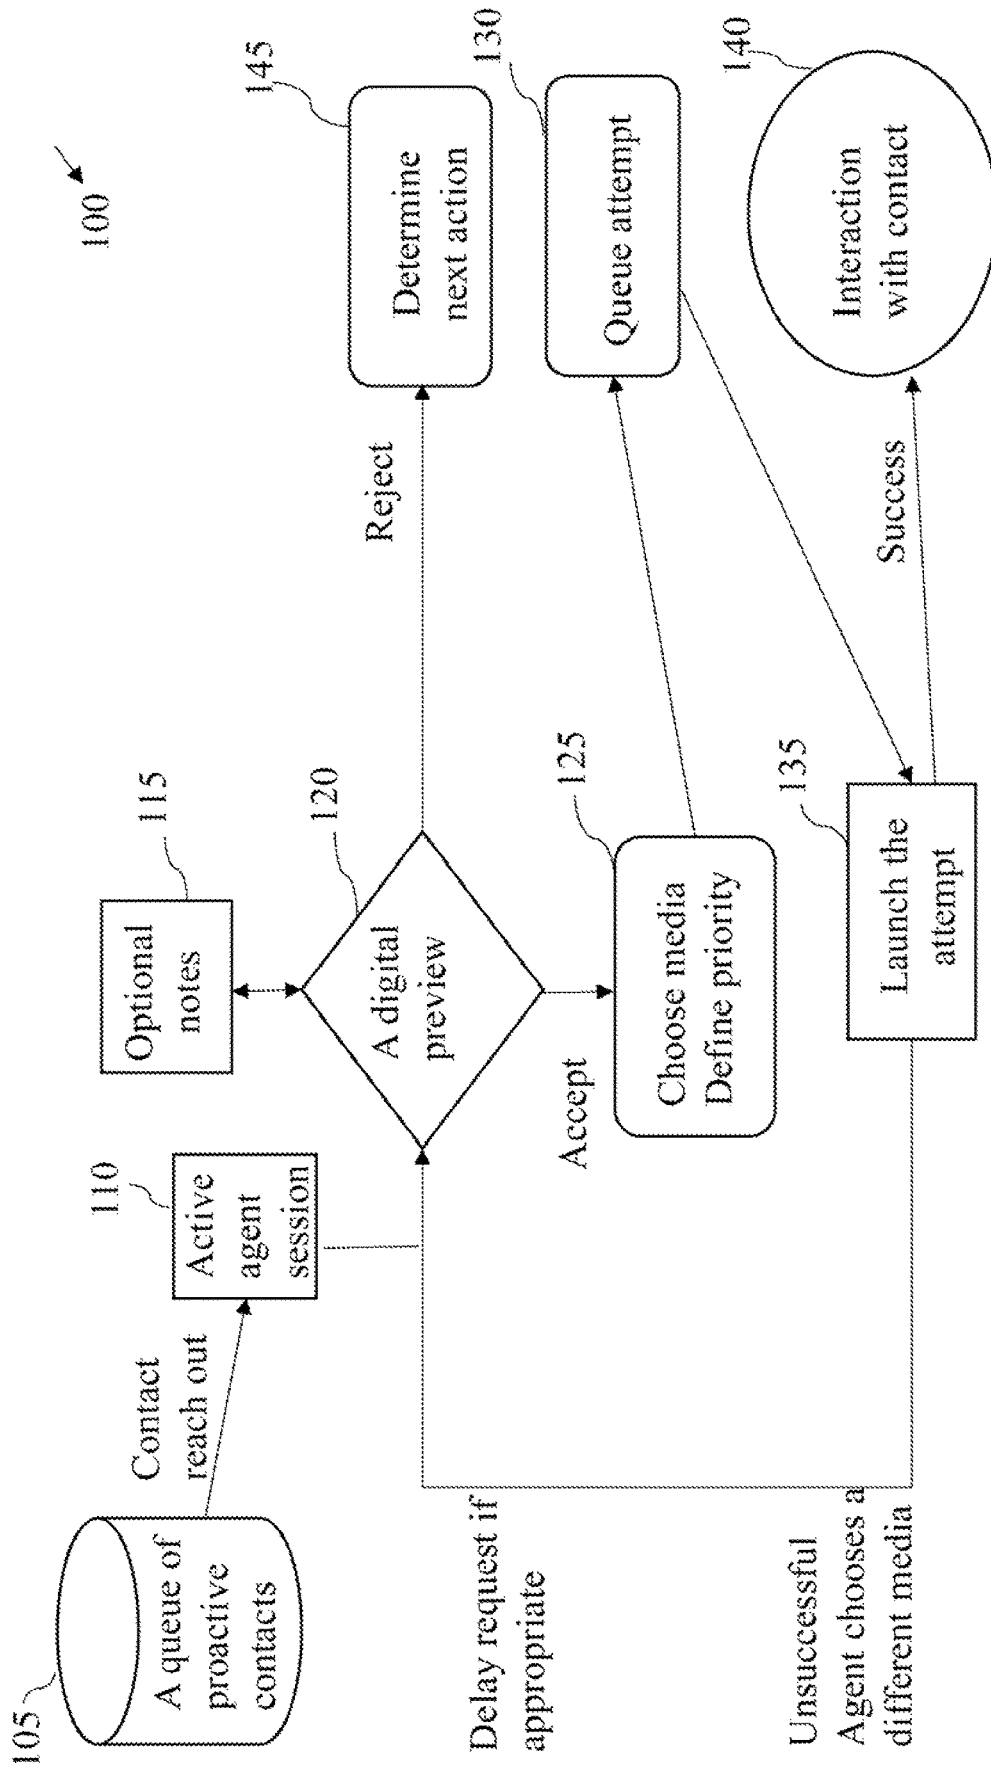 100
105
A queue of
proactive
contacts
Contact
reach out
110
Active
agent
session
115
Optional
notes
120
A digital
preview
Reject
145
Determine
next action
Accept
125
Choose media
Define priority
130
Queue attempt
135
Launch the
attempt
Success
140
Interaction
with contact
Delay request if
appropriate
Unsuccessful
Agent chooses a
different media